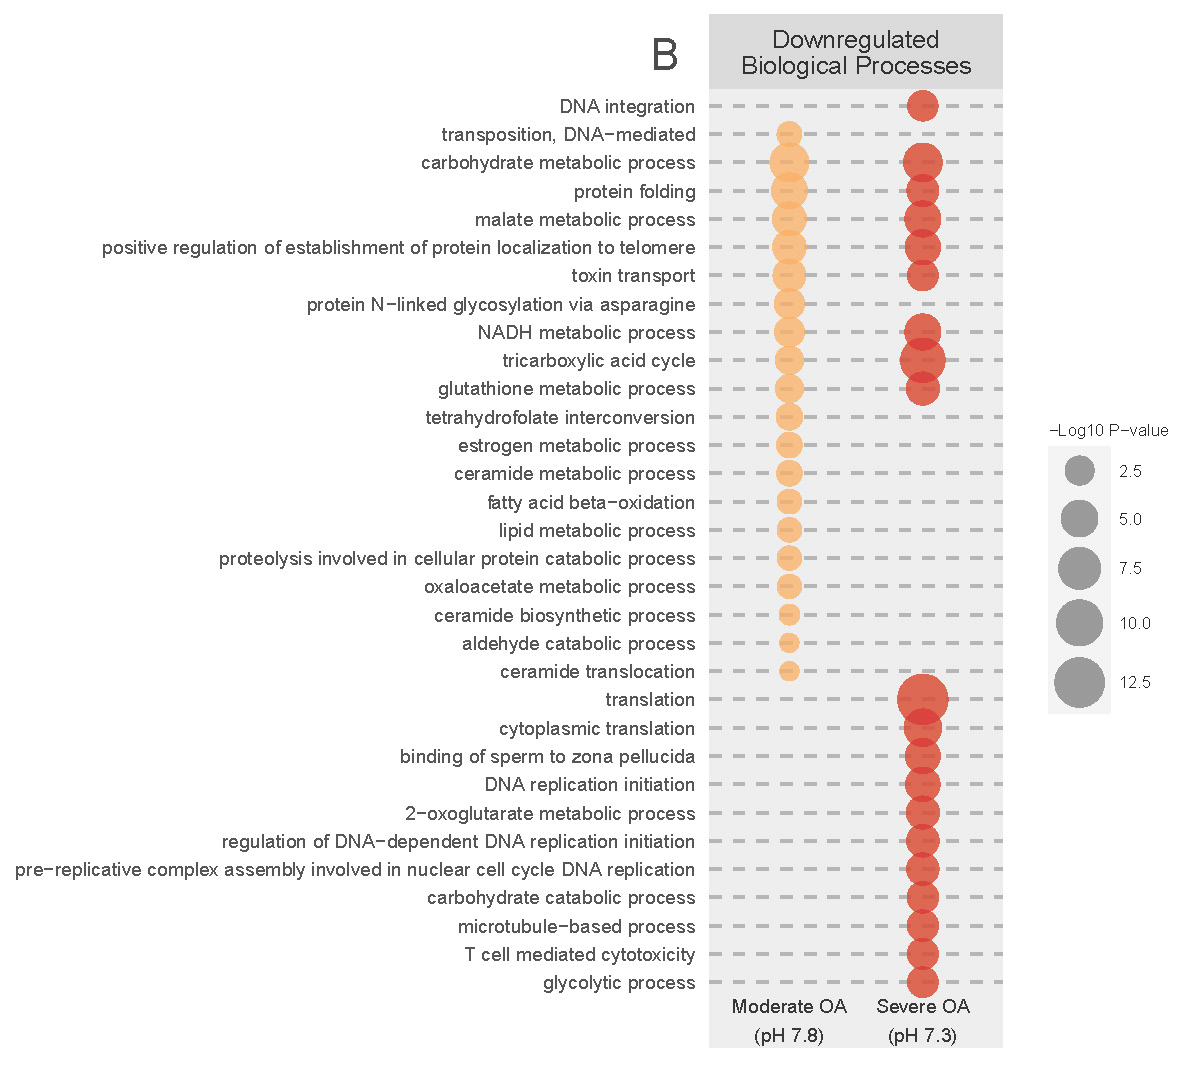 B
Downregulated
Biological Processes
DNA integration
transposition, DNA−mediated
carbohydrate metabolic process
protein folding
malate metabolic process
positive regulation of establishment of protein localization to telomere
toxin transport
protein N−linked glycosylation via asparagine
NADH metabolic process
tricarboxylic acid cycle
glutathione metabolic process
tetrahydrofolate interconversion
estrogen metabolic process
ceramide metabolic process
fatty acid beta−oxidation
lipid metabolic process
proteolysis involved in cellular protein catabolic process
oxaloacetate metabolic process
ceramide biosynthetic process
aldehyde catabolic process
ceramide translocation
translation
cytoplasmic translation
binding of sperm to zona pellucida
DNA replication initiation
2−oxoglutarate metabolic process
regulation of DNA−dependent DNA replication initiation
pre−replicative complex assembly involved in nuclear cell cycle DNA replication
carbohydrate catabolic process
microtubule−based process
T cell mediated cytotoxicity
glycolytic process
Moderate OA
(pH 7.8)
Severe OA
(pH 7.3)
−Log10 P−value
2.5
5.0
7.5
10.0
12.5